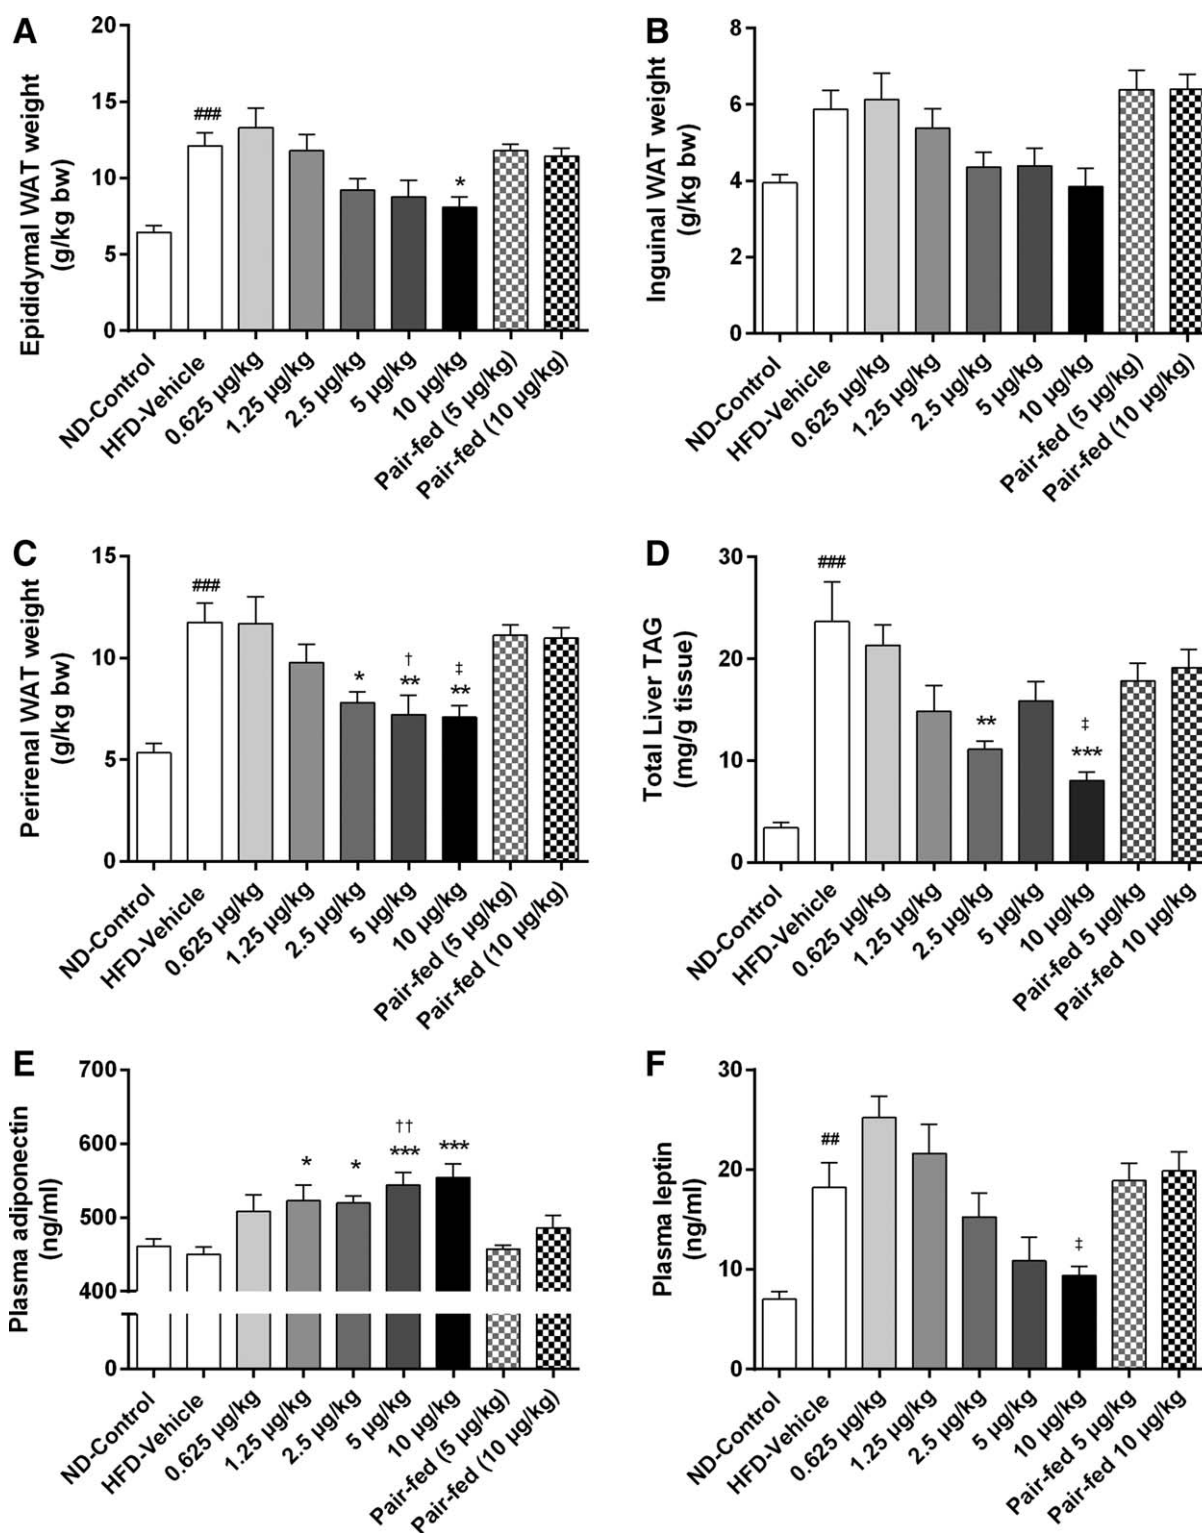 A
Epididymal WAT weight
(g/kg bw)
20
15
10
5
0
###
*
ND-Control
HFD-Vehicle
0.625 µg/kg
1.25 µg/kg
2.5 µg/kg
5 µg/kg
10 µg/kg
Pair-fed (5 µg/kg)
Pair-fed (10 µg/kg)
B
Inguinal WAT weight
(g/kg bw)
8
6
4
2
0
ND-Control
HFD-Vehicle
0.625 µg/kg
1.25 µg/kg
2.5 µg/kg
5 µg/kg
10 µg/kg
Pair-fed (5 µg/kg)
Pair-fed (10 µg/kg)
C
Perirenal WAT weight
(g/kg bw)
15
10
5
0
###
*
†
**
‡
**
ND-Control
HFD-Vehicle
0.625 µg/kg
1.25 µg/kg
2.5 µg/kg
5 µg/kg
10 µg/kg
Pair-fed (5 µg/kg)
Pair-fed (10 µg/kg)
D
Total Liver TAG
(mg/g tissue)
30
20
10
0
###
**
‡
***
ND-Control
HFD-Vehicle
0.625 µg/kg
1.25 µg/kg
2.5 µg/kg
5 µg/kg
10 µg/kg
Pair-fed 5 µg/kg
Pair-fed 10 µg/kg
E
Plasma adiponectin
(ng/ml)
700
600
500
400
0
*
*
††
***
***
ND-Control
HFD-Vehicle
0.625 µg/kg
1.25 µg/kg
2.5 µg/kg
5 µg/kg
10 µg/kg
Pair-fed (5 µg/kg)
Pair-fed (10 µg/kg)
F
Plasma leptin
(ng/ml)
30
20
10
0
##
‡
ND-Control
HFD-Vehicle
0.625 µg/kg
1.25 µg/kg
2.5 µg/kg
5 µg/kg
10 µg/kg
Pair-fed 5 µg/kg
Pair-fed 10 µg/kg